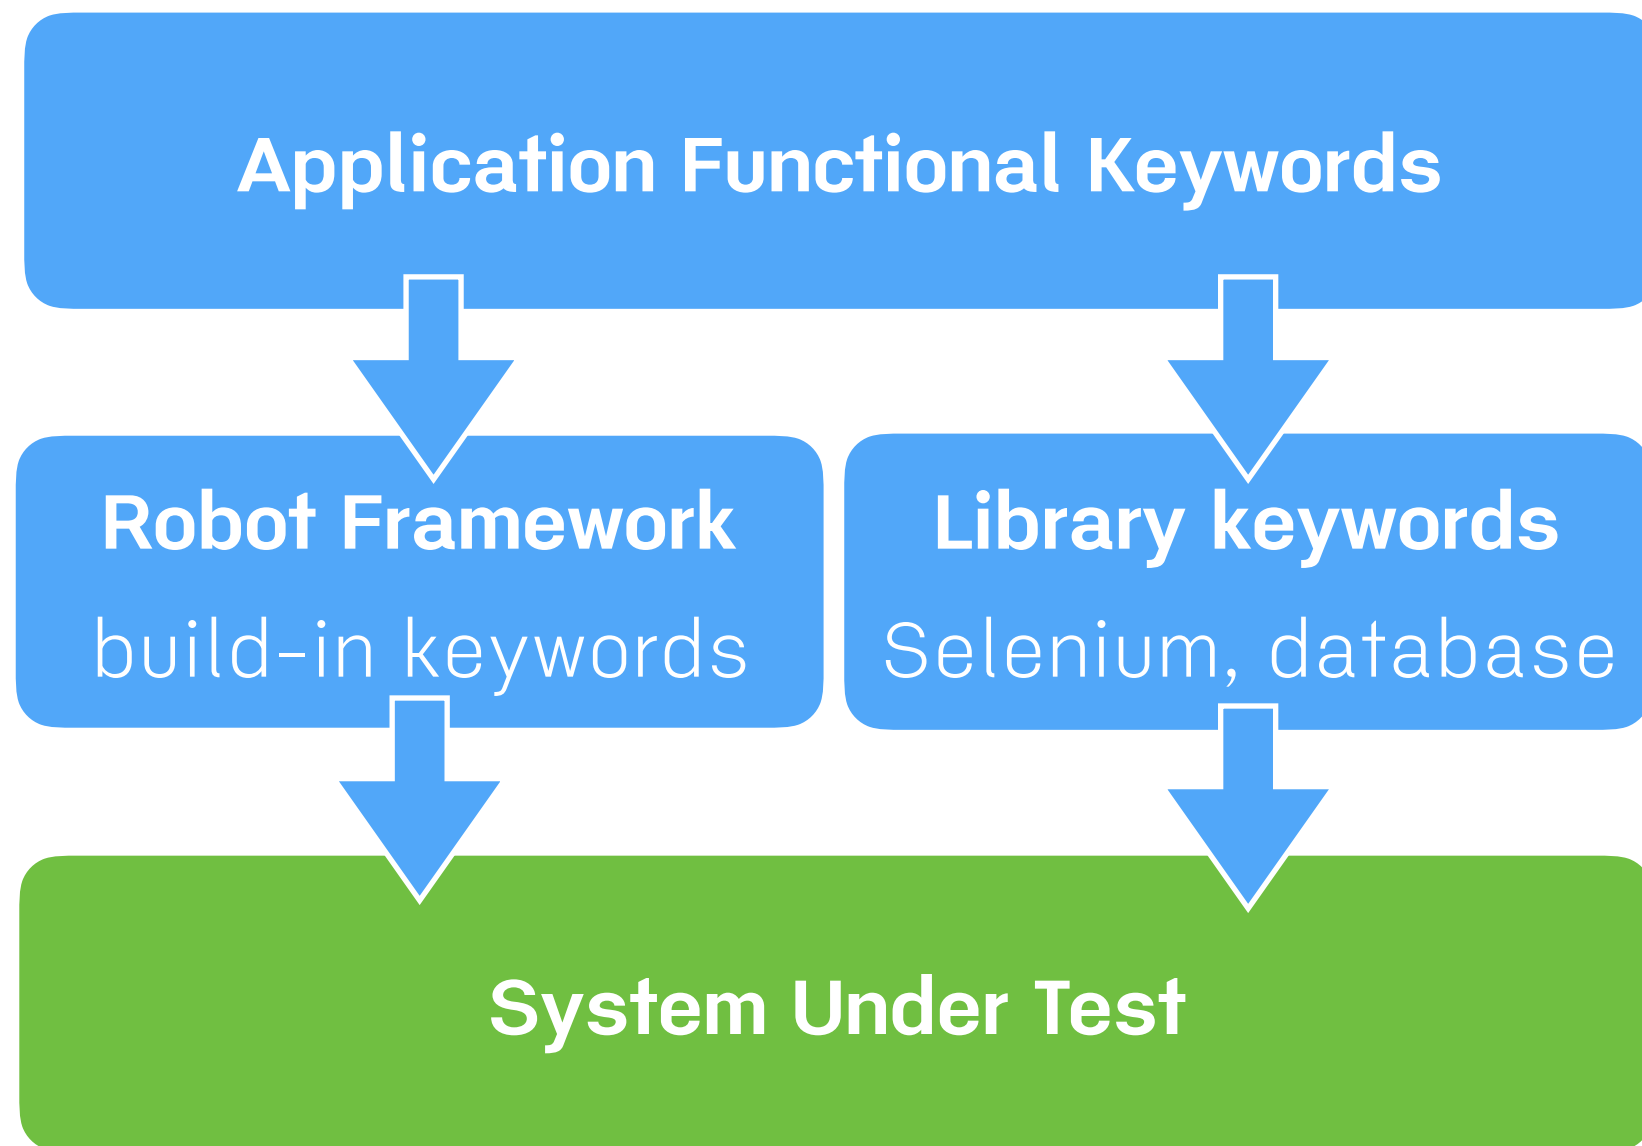 Application Functional Keywords
Robot Framework
build-in keywords
Library keywords
Selenium, database
System Under Test